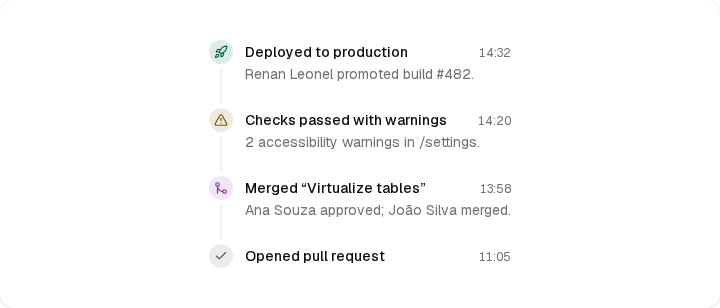 Deployed to production 14:32
Renan Leonel promoted build #482.
Checks passed with warnings 14:20
2 accessibility warnings in /settings.
Merged “Virtualize tables” 13:58
Ana Souza approved; João Silva merged.
Opened pull request 11:05